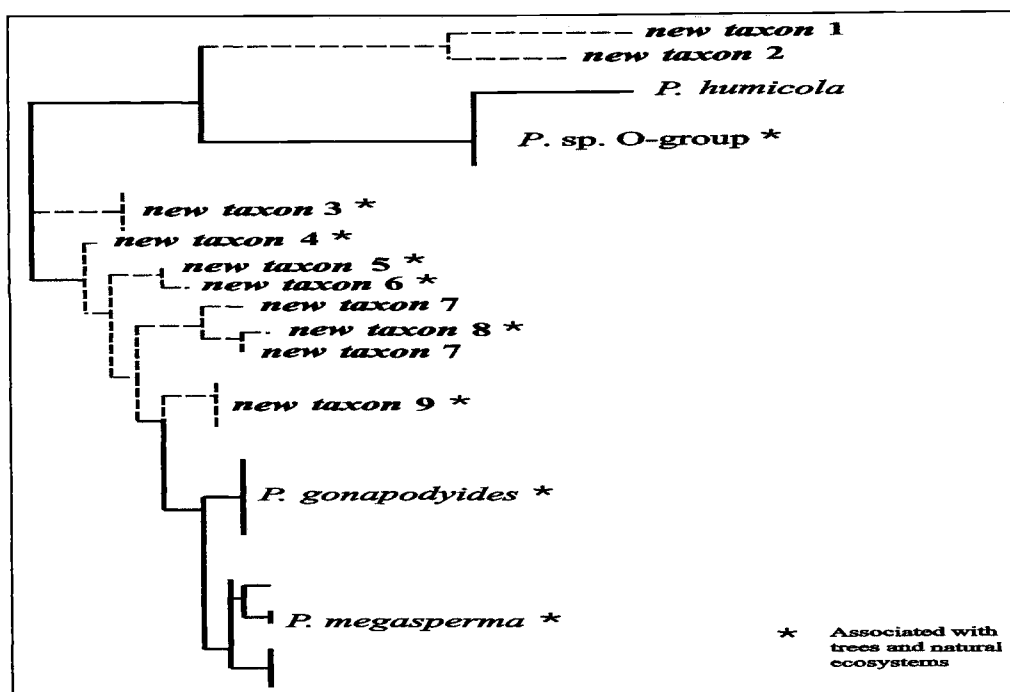 new taxon 1
new taxon 2
P. humicola
P. sp. O-group *
new taxon 3 *
new taxon 4 *
new taxon 5 *
new taxon 6 *
new taxon 7
new taxon 8 *
new taxon 7
new taxon 9 *
P. gonapodyides *
P. megasperma *
* Associated with
trees and natural
ecosystems